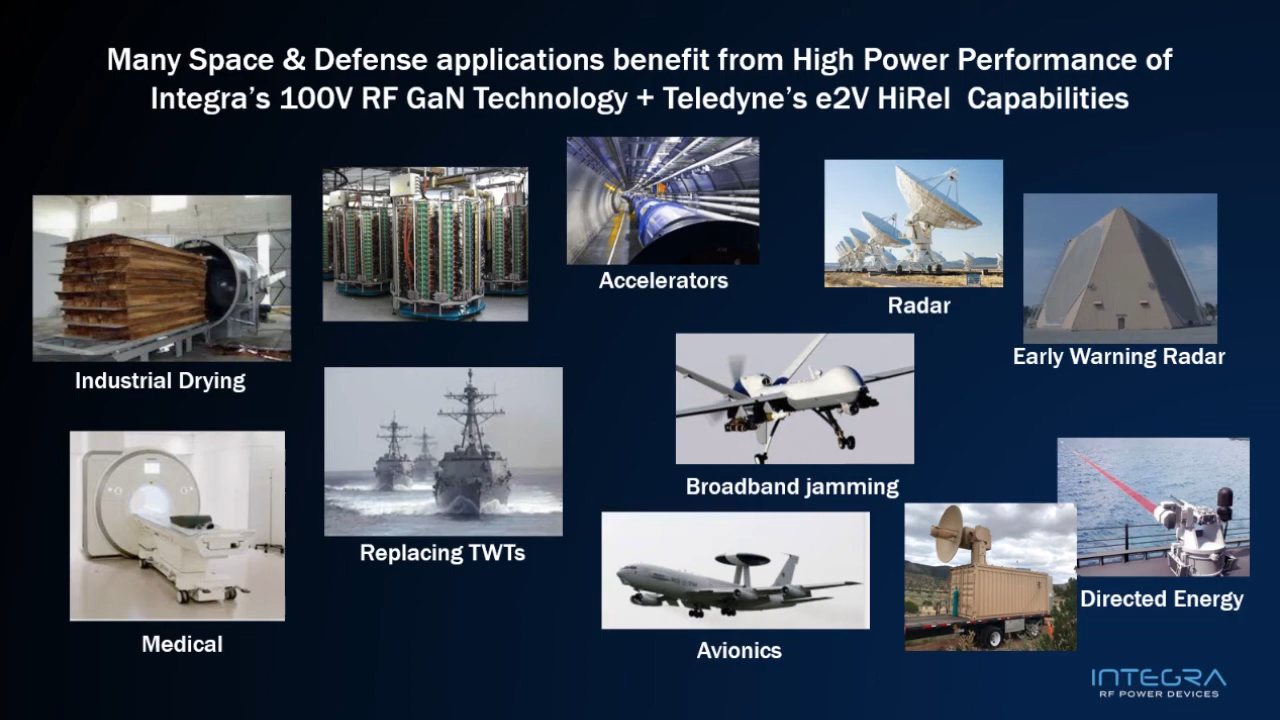 Many Space & Defense applications benefit from High Power Performance of
Integra's 100V RF GaN Technology + Teledyne's e2V HiRel Capabilities
Accelerators
Radar
Early Warning Radar
Industrial Drying
Broadband jamming
Replacing TWTs
Directed Energy
Medical
Avionics
INTEGRA
RF POWER DEVICES